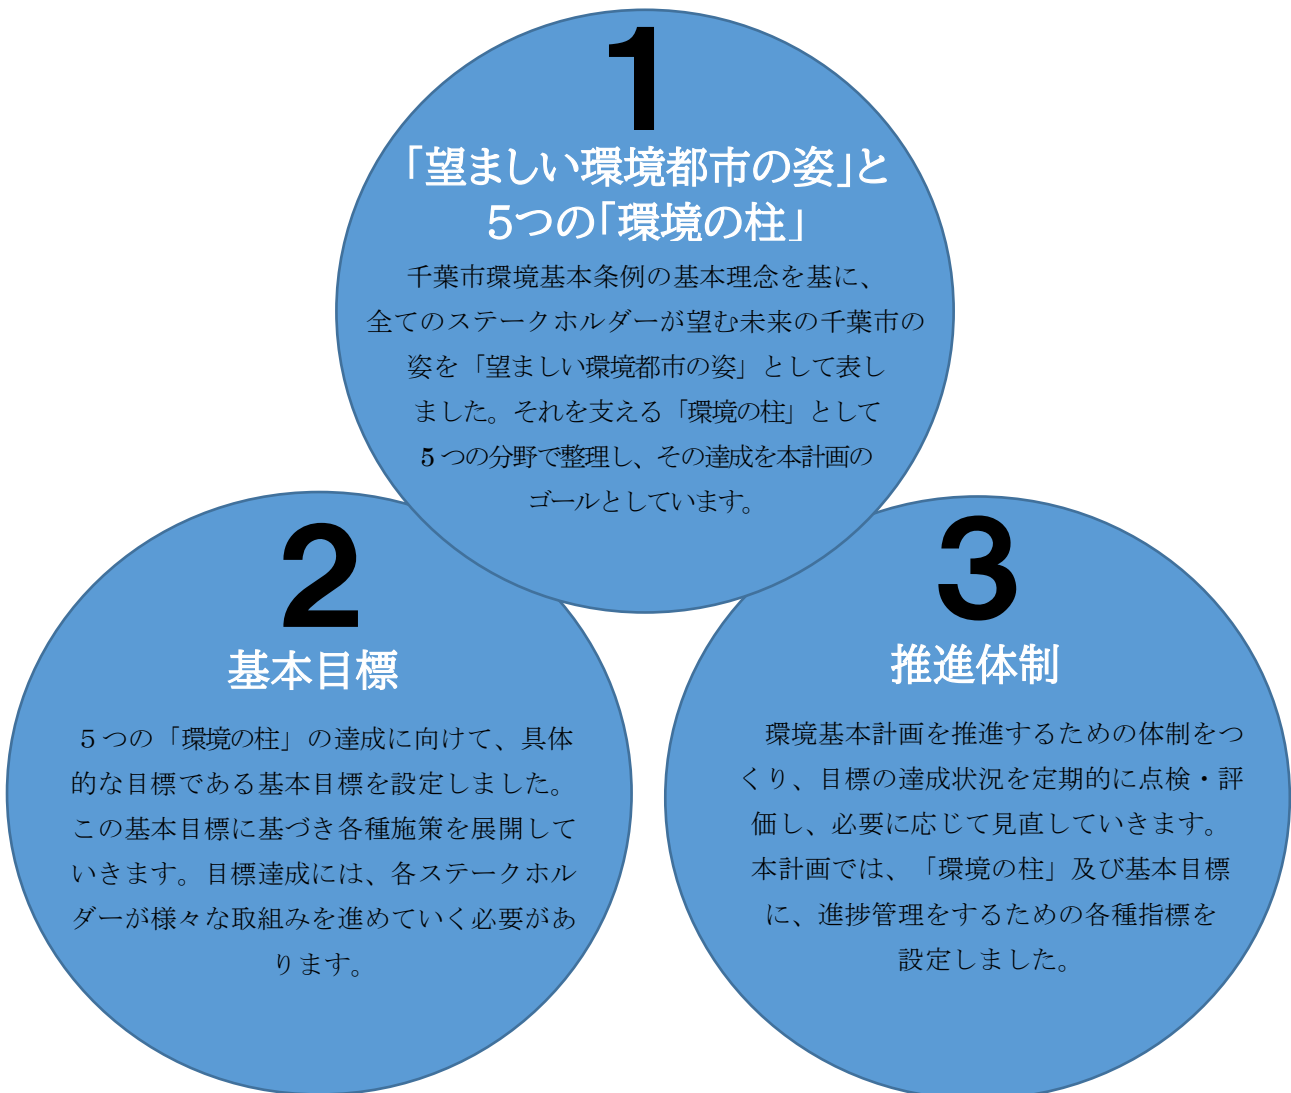 1
「望ましい環境都市の姿」と
5つの「環境の柱」
千葉市環境基本条例の基本理念を基に、
全てのステークホルダーが望む未来の千葉市の
姿を「望ましい環境都市の姿」として表し
ました。それを支える「環境の柱」として
5つの分野で整理し、その達成を本計画の
ゴールとしています。
2
基本目標
5つの「環境の柱」の達成に向けて、具体
的な目標である基本目標を設定しました。
この基本目標に基づき各種施策を展開して
いきます。目標達成には、各ステークホル
ダーが様々な取組みを進めていく必要があ
ります。
3
推進体制
環境基本計画を推進するための体制をつ
くり、目標の達成状況を定期的に点検・評
価し、必要に応じて見直していきます。
本計画では、「環境の柱」及び基本目標
に、進捗管理をするための各種指標を
設定しました。